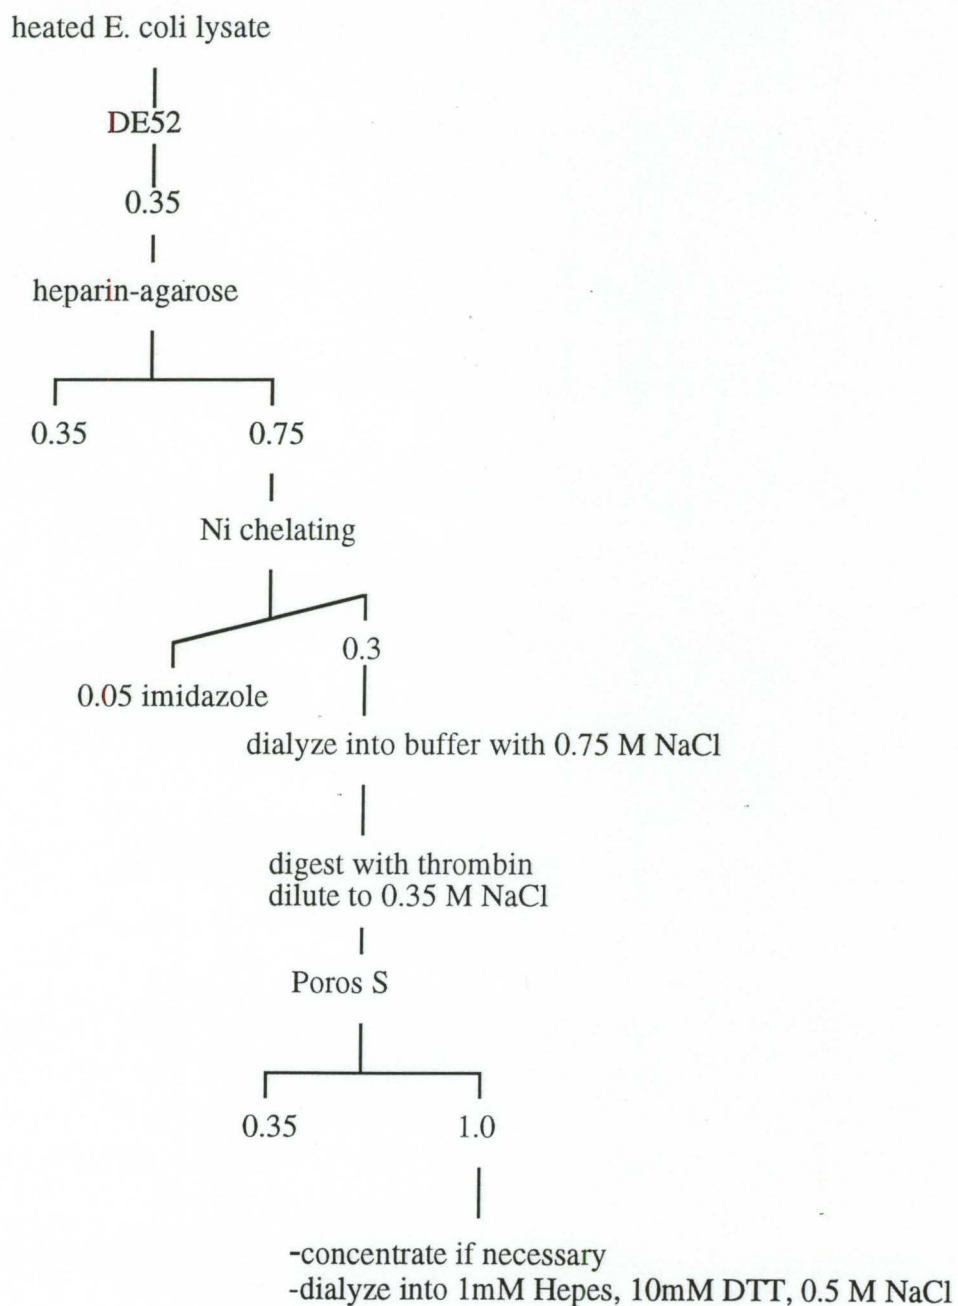 heated E. coli lysate
DE52
0.35
heparin-agarose
0.35 0.75
Ni chelating
0.3
0.05 imidazole
dialyze into buffer with 0.75 M NaCl
digest with thrombin
dilute to 0.35 M NaCl
Poros S
0.35 1.0
-concentrate if necessary
-dialyze into 1mM Hepes, 10mM DTT, 0.5 M NaCl